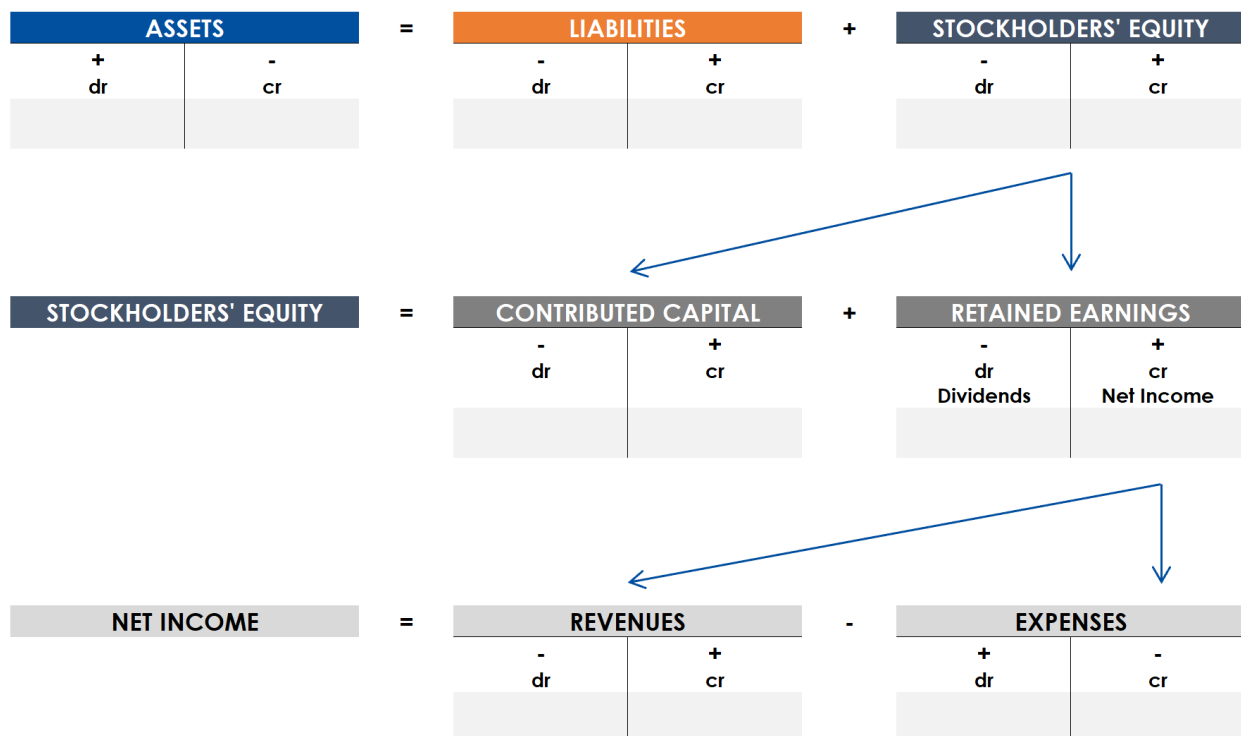 ASSETS = LIABILITIES + STOCKHOLDERS' EQUITY
+ - - + - +
dr cr dr cr dr cr
STOCKHOLDERS' EQUITY = CONTRIBUTED CAPITAL + RETAINED EARNINGS
- + - +
dr cr dr cr
Dividends Net Income
NET INCOME = REVENUES - EXPENSES
- + + -
dr cr dr cr